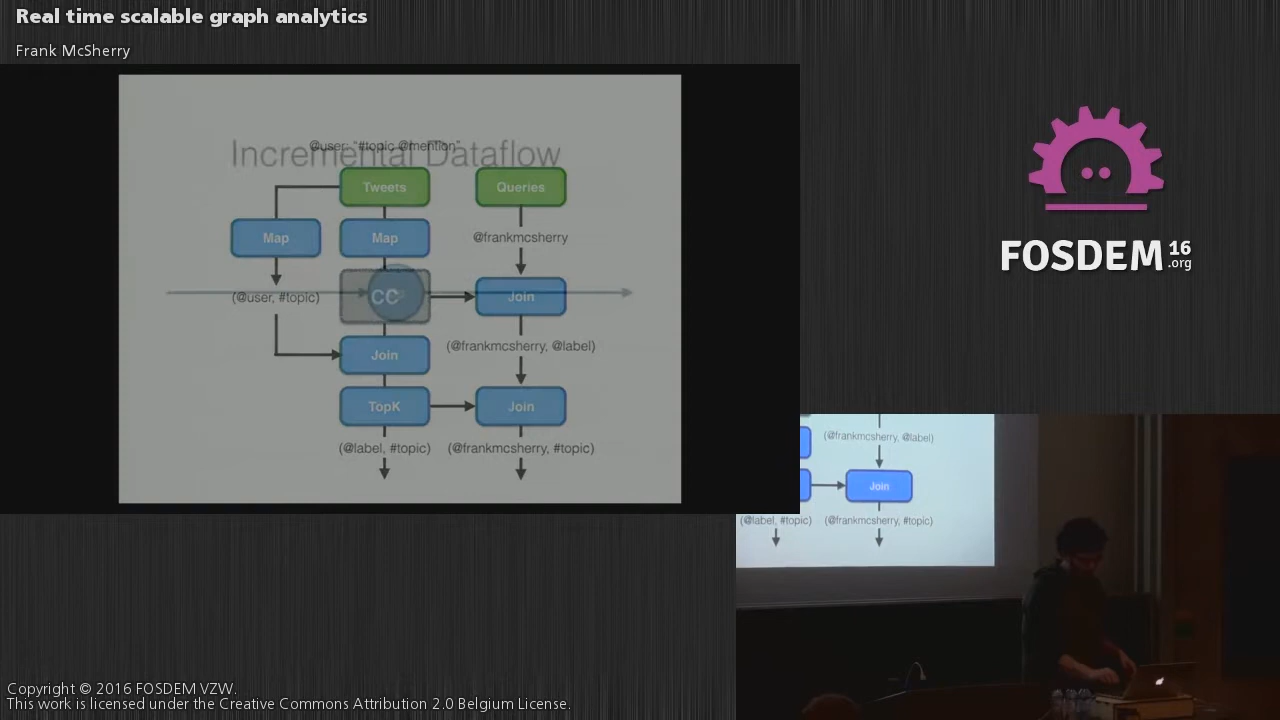 Real time scalable graph analytics
Frank McSherry
Incremental Dataflow
@user: "#topic @mention"
Tweets
Queries
Map
Map
@frankmcsherry
(@user, #topic)
CC
Join
Join
(@frankmcsherry, @label)
TopK
Join
(@label, #topic)
(@frankmcsherry, #topic)
FOSDEM 16
.org
(@frankmcsherry, @label)
Join
(@label, #topic)
(@frankmcsherry, #topic)
Copyright © 2016 FOSDEM VZW.
This work is licensed under the Creative Commons Attribution 2.0 Belgium License.